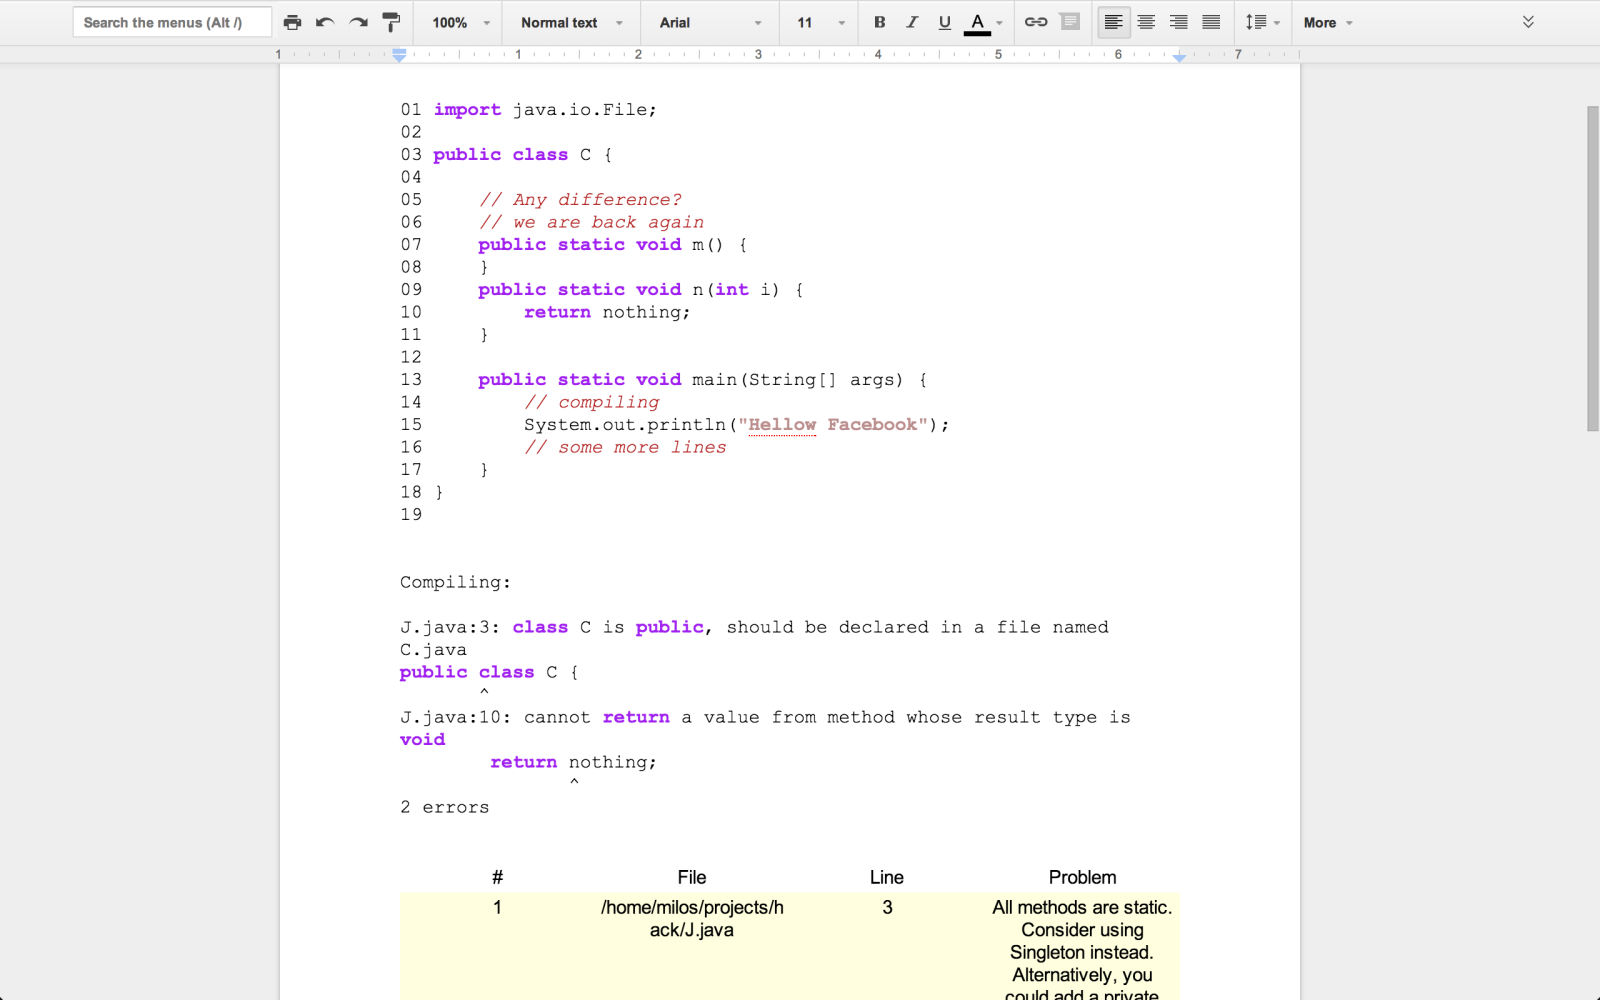 Search the menus (Alt /) 100% Normal text Arial 11 B I U A More
1 1 2 3 4 5 6 7
01 import java.io.File;
02
03 public class C {
04
05 // Any difference?
06 // we are back again
07 public static void m() {
08 }
09 public static void n(int i) {
10 return nothing;
11 }
12
13 public static void main(String[] args) {
14 // compiling
15 System.out.println("Hellow Facebook");
16 // some more lines
17 }
18 }
19
Compiling:
J.java:3: class C is public, should be declared in a file named
C.java
public class C {
^
J.java:10: cannot return a value from method whose result type is
void
return nothing;
^
2 errors
# File Line Problem
1 /home/milos/projects/h 3 All methods are static.
ack/J.java Consider using
Singleton instead.
Alternatively, you
could add a private